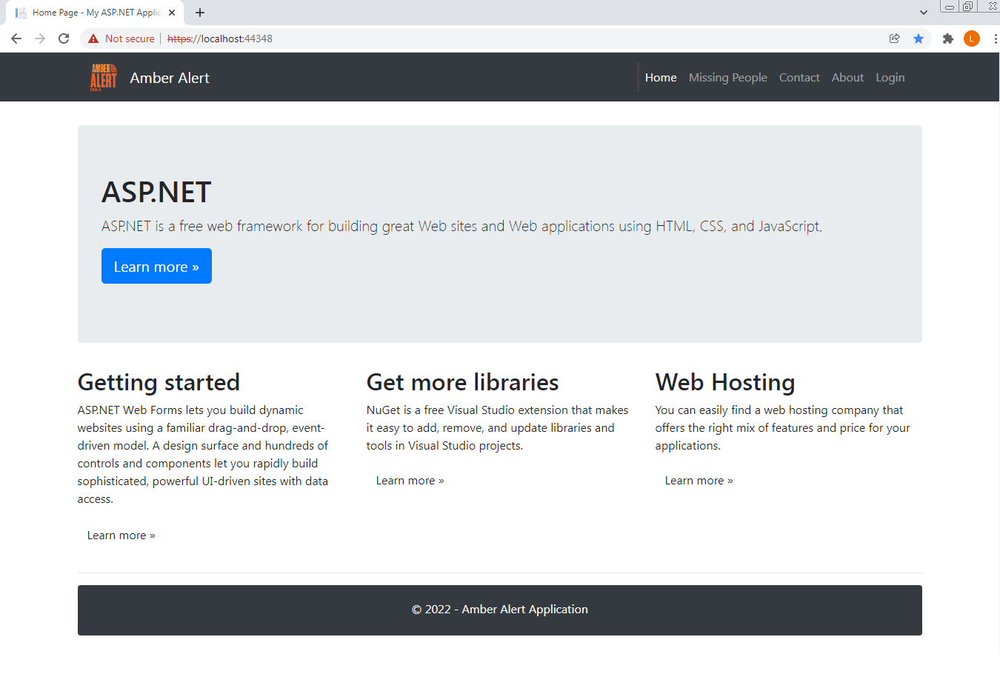 Home Page - My ASP.NET Applic
Not secure
https://localhost:44348
L
AMBER
ALERT
Amber Alert
Home
Missing People
Contact
About
Login
ASP.NET
ASP.NET is a free web framework for building great Web sites and Web applications using HTML, CSS, and JavaScript.
Learn more »
Getting started
ASP.NET Web Forms lets you build dynamic
websites using a familiar drag-and-drop, event-
driven model. A design surface and hundreds of
controls and components let you rapidly build
sophisticated, powerful UI-driven sites with data
access.
Learn more »
Get more libraries
NuGet is a free Visual Studio extension that makes
it easy to add, remove, and update libraries and
tools in Visual Studio projects.
Learn more »
Web Hosting
You can easily find a web hosting company that
offers the right mix of features and price for your
applications.
Learn more »
© 2022 - Amber Alert Application